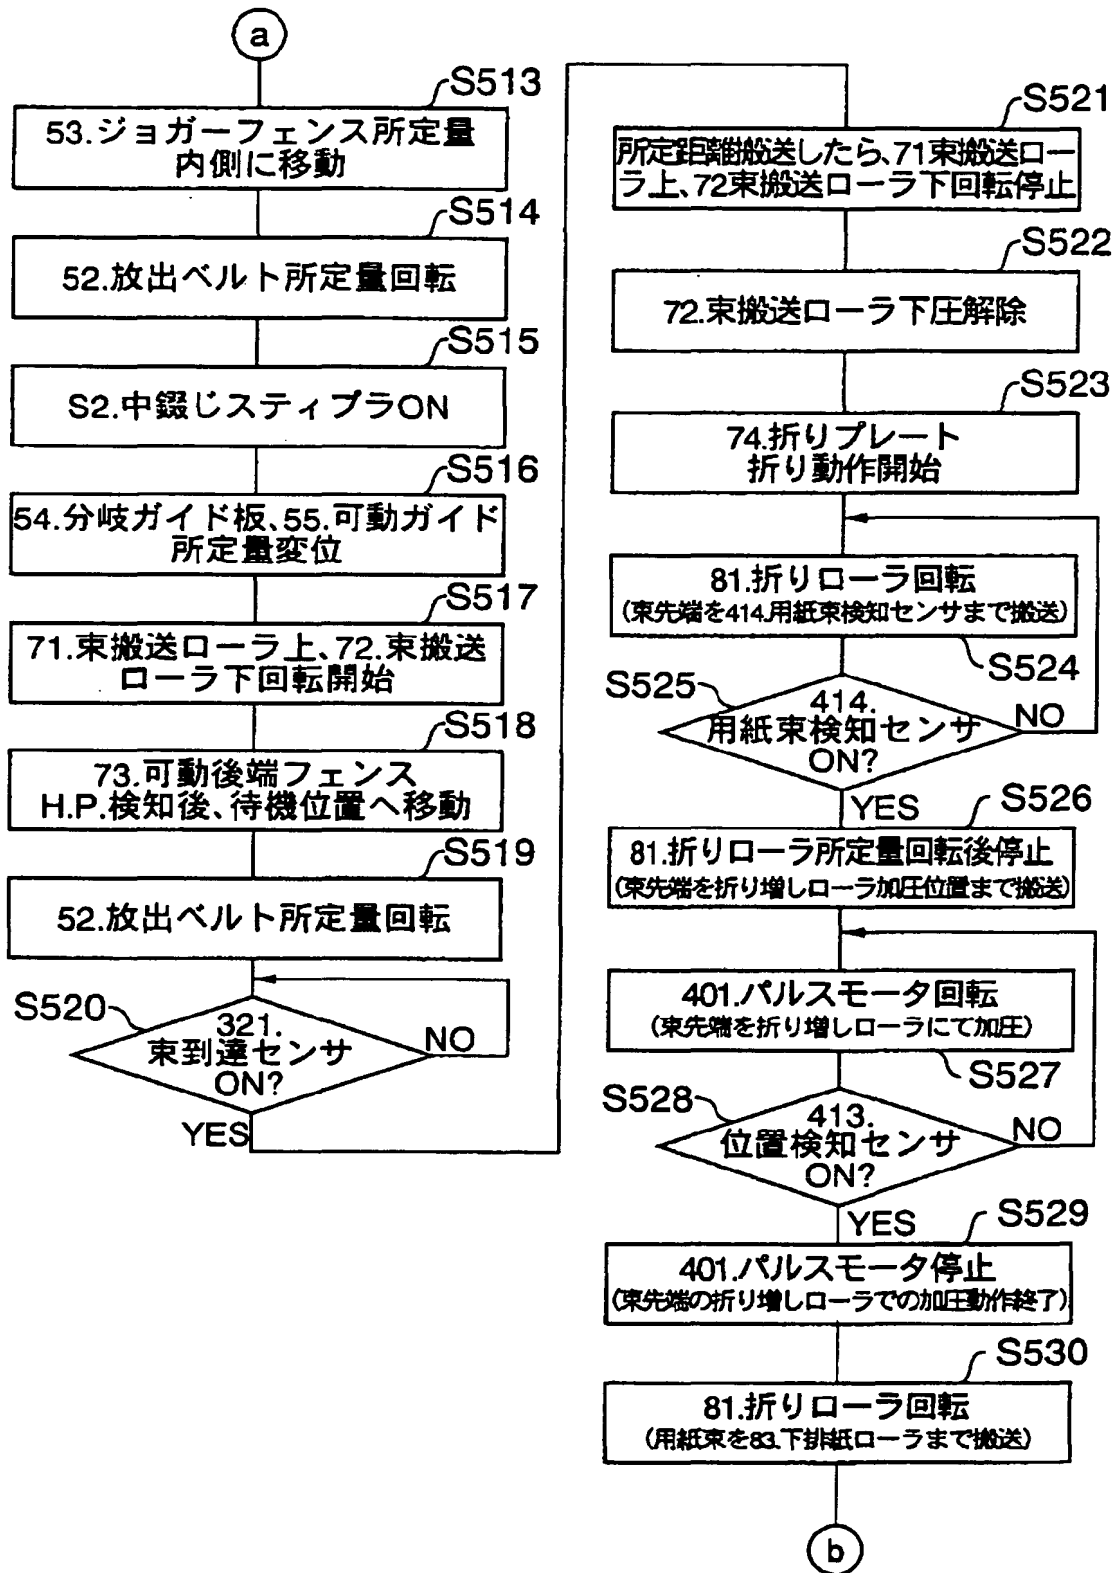 a
S513
53.ジョガーフェンス所定量
内側に移動
S514
52.放出ベルト所定量回転
S515
S2.中綴じスティプラON
S516
54.分岐ガイド板、55.可動ガイド
所定量変位
S517
71.束搬送ローラ上、72.束搬送
ローラ下回転開始
S518
73.可動後端フェンス
H.P.検知後、待機位置へ移動
S519
52.放出ベルト所定量回転
S520
321.
束到達センサ
ON?
NO
YES
S521
所定距離搬送したら、71束搬送ロー
ラ上、72束搬送ローラ下回転停止
S522
72.束搬送ローラ下圧解除
S523
74.折りプレート
折り動作開始
81.折りローラ回転
(束先端を414.用紙束検知センサまで搬送)
S524
S525
414.
用紙束検知センサ
ON?
NO
YES
S526
81.折りローラ所定量回転後停止
(束先端を折り増しローラ加圧位置まで搬送)
401.パルスモータ回転
(束先端を折り増しローラにて加圧)
S527
S528
413.
位置検知センサ
ON?
NO
YES
S529
401.パルスモータ停止
(束先端の折り増しローラでの加圧動作終了)
S530
81.折りローラ回転
(用紙束を83.下排紙ローラまで搬送)
b